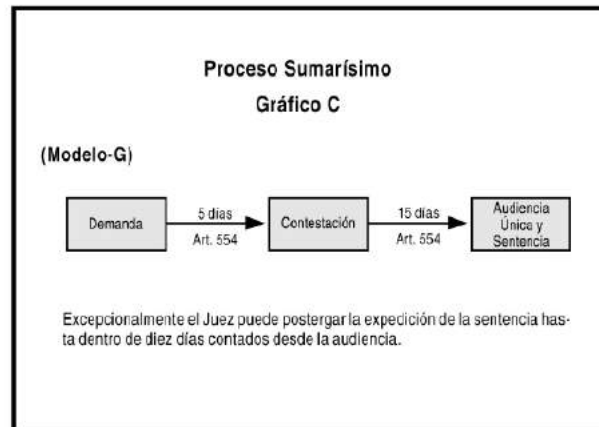 Proceso Sumarísimo
Gráfico C
(Modelo-G)
Demanda
5 días
Art. 554
Contestación
15 días
Art. 554
Audiencia
Única y
Sentencia
Excepcionalmente el Juez puede postergar la expedición de la sentencia has-
ta dentro de diez días contados desde la audiencia.